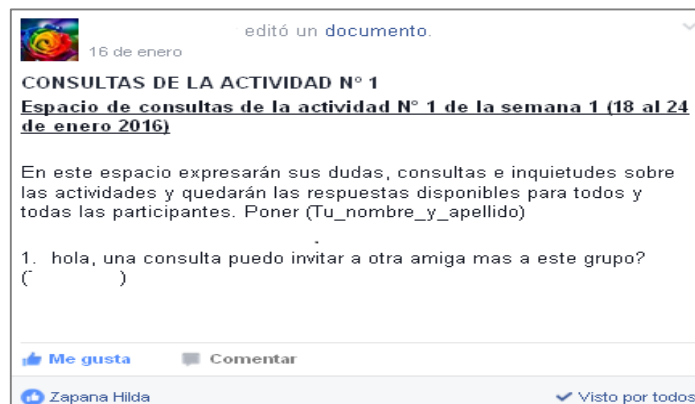 editó un documento.
16 de enero
CONSULTAS DE LA ACTIVIDAD N° 1
Espacio de consultas de la actividad N° 1 de la semana 1 (18 al 24
de enero 2016)
En este espacio expresarán sus dudas, consultas e inquietudes sobre
las actividades y quedarán las respuestas disponibles para todos y
todas las participantes. Poner (Tu_nombre_y_apellido)
1. hola, una consulta puedo invitar a otra amiga mas a este grupo?
( )
Me gusta Comentar
Zapana Hilda Visto por todos